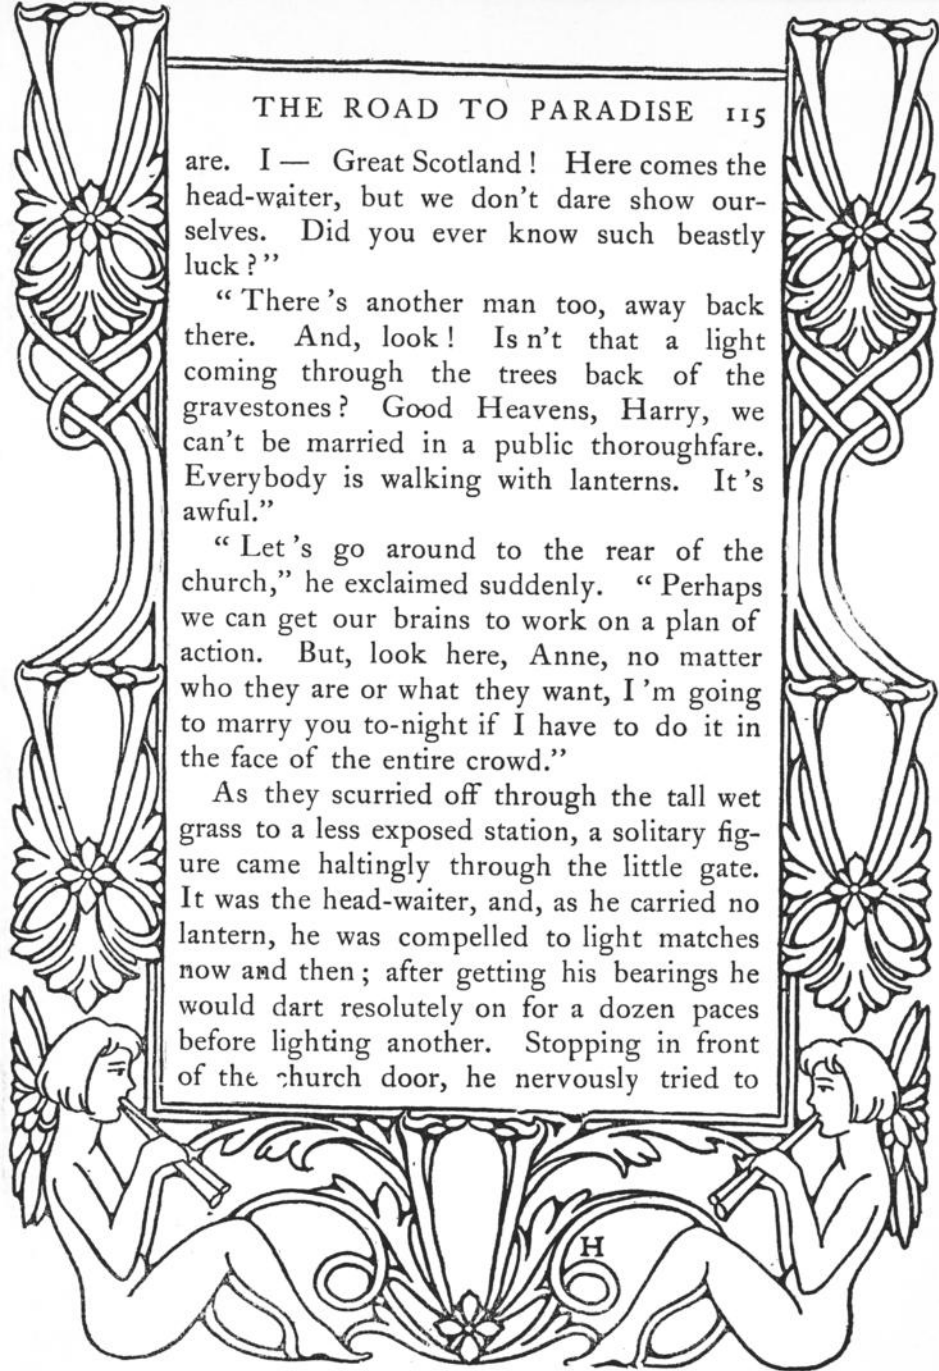 THE ROAD TO PARADISE 115
are. I — Great Scotland! Here comes the
head-waiter, but we don't dare show our-
selves. Did you ever know such beastly
luck?"
"There's another man too, away back
there. And, look! Isn't that a light
coming through the trees back of the
gravestones? Good Heavens, Harry, we
can't be married in a public thoroughfare.
Everybody is walking with lanterns. It's
awful."
"Let's go around to the rear of the
church," he exclaimed suddenly. "Perhaps
we can get our brains to work on a plan of
action. But, look here, Anne, no matter
who they are or what they want, I'm going
to marry you to-night if I have to do it in
the face of the entire crowd."
As they scurried off through the tall wet
grass to a less exposed station, a solitary fig-
ure came haltingly through the little gate.
It was the head-waiter, and, as he carried no
lantern, he was compelled to light matches
now and then; after getting his bearings he
would dart resolutely on for a dozen paces
before lighting another. Stopping in front
of the church door, he nervously tried to
H